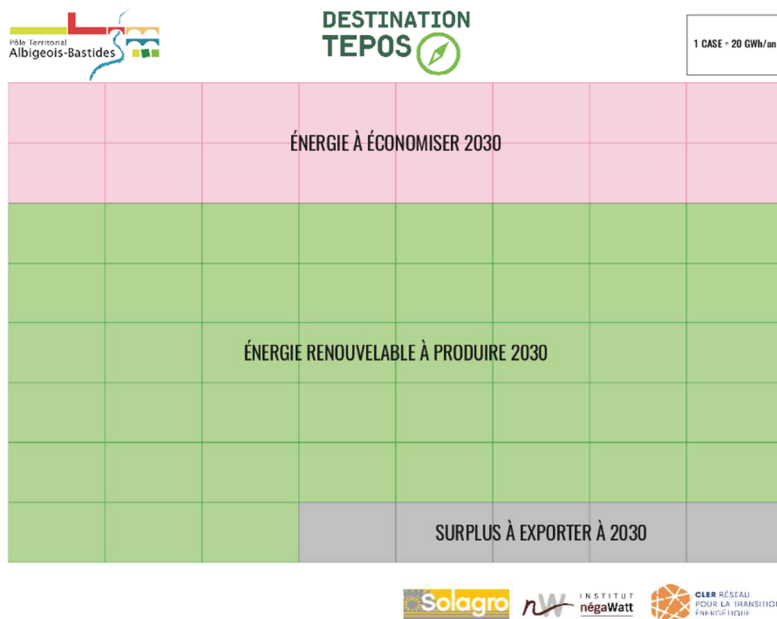 Pôle Territorial
Albigeois-Bastides
DESTINATION
TEPOS
1 CASE = 20 GWh/an
ÉNERGIE À ÉCONOMISER 2030
ÉNERGIE RENOUVELABLE À PRODUIRE 2030
SURPLUS À EXPORTER À 2030
Solagro
nW
INSTITUT
négaWatt
CLER RÉSEAU
POUR LA TRANSITION
ÉNERGÉTIQUE